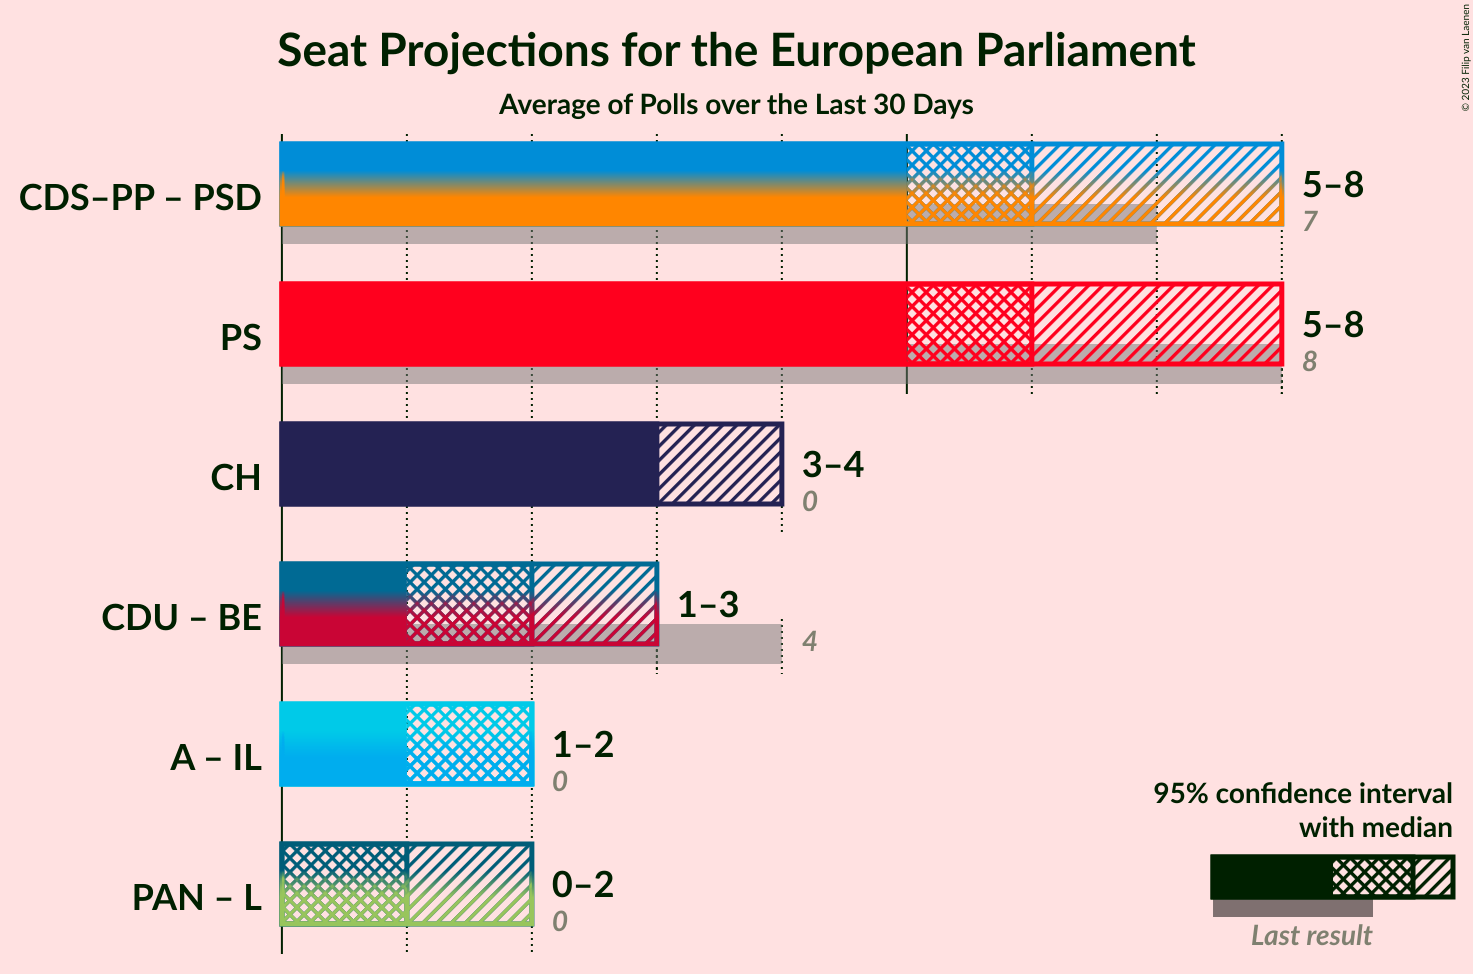 Seat Projections for the European Parliament
Average of Polls over the Last 30 Days
© 2023 Filip van Laenen
CDS–PP – PSD
5–8
7
PS
5–8
8
CH
3–4
0
CDU – BE
1–3
4
A – IL
1–2
0
PAN – L
0–2
0
95% confidence interval
with median
Last result